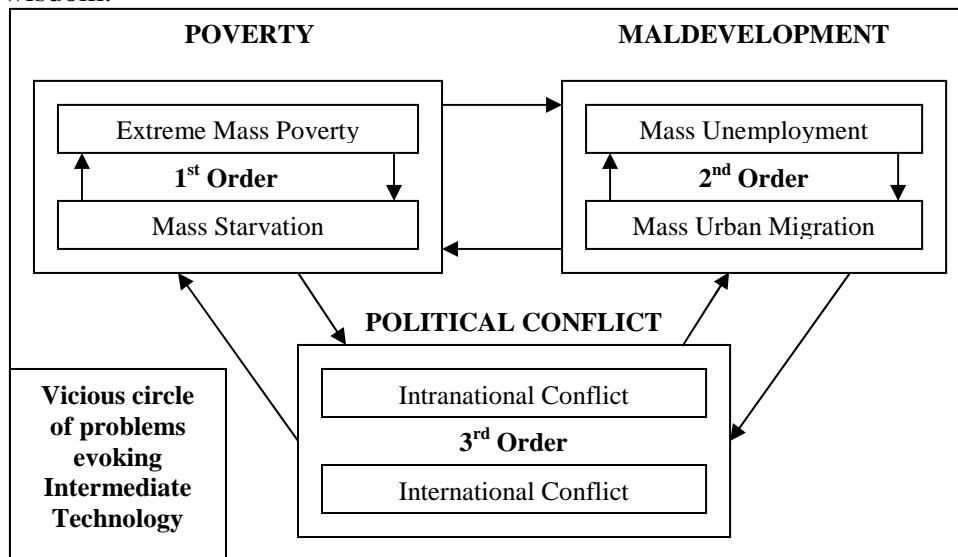 wisdom.
POVERTY
MALDEVELOPMENT
Extreme Mass Poverty
1st Order
Mass Starvation
Mass Unemployment
2nd Order
Mass Urban Migration
POLITICAL CONFLICT
Intranational Conflict
3rd Order
International Conflict
Vicious circle
of problems
evoking
Intermediate
Technology